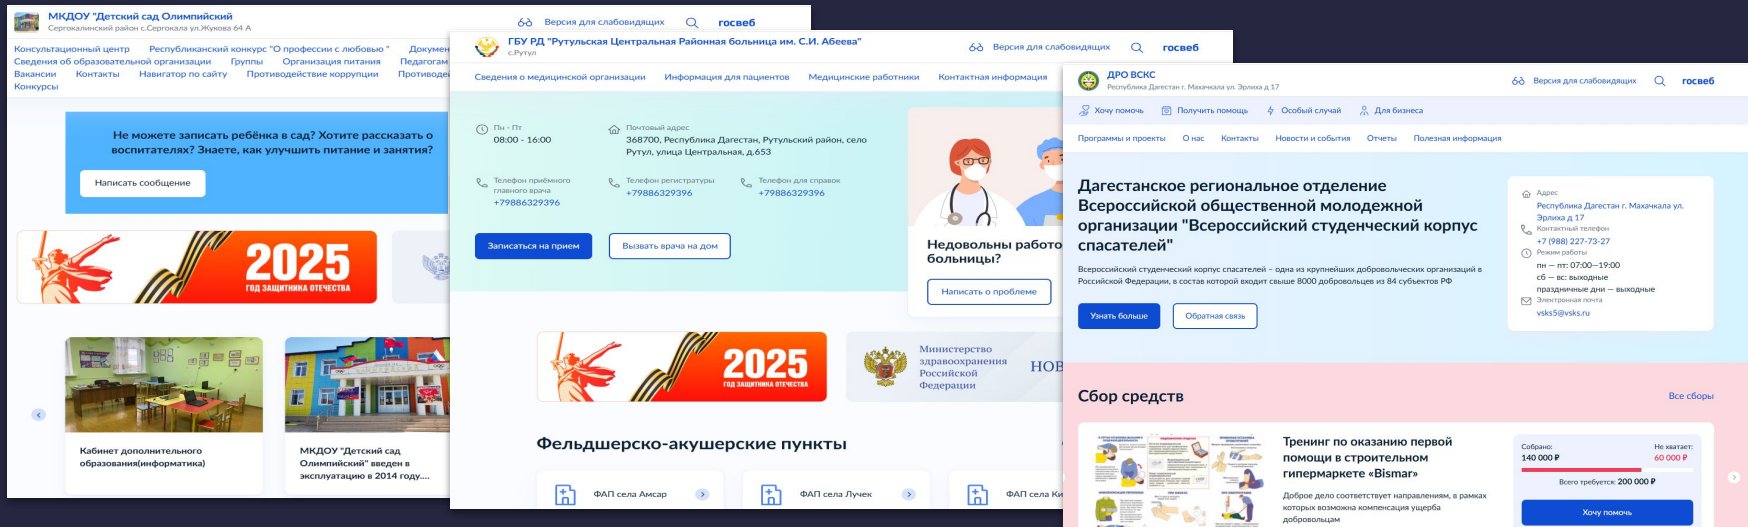 МКДОУ "Детский сад Олимпийский
Сергокалинский район с.Сергокала ул.Жукова 64 А
Версия для слабовидящих
госвеб
Консультационный центр Республиканский конкурс "О профессии с любовью " Докумен
Сведения об образовательной организации Группы Организация питания Педагогам
Вакансии Контакты Навигатор по сайту Противодействие коррупции Противодей
Конкурсы
Не можете записать ребёнка в сад? Хотите рассказать о
воспитателях? Знаете, как улучшить питание и занятия?
Написать сообщение
2025
ГОД ЗАЩИТНИКА ОТЕЧЕСТВА
Кабинет дополнительного
образования(информатика)
МКДОУ "Детский сад
Олимпийский" введен в
эксплуатацию в 2014 году....
ГБУ РД "Рутульская Центральная Районная больница им. С.И. Абеева"
с.Рутул
Версия для слабовидящих
госвеб
Сведения о медицинской организации Информация для пациентов Медицинские работники Контактная информация
Пн - Пт
08:00 - 16:00
Почтовый адрес
368700, Республика Дагестан, Рутульский район, село
Рутул, улица Центральная, д.653
Телефон приёмного
главного врача
+79886329396
Телефон регистратуры
+79886329396
Телефон для справок
+79886329396
Записаться на прием
Вызвать врача на дом
Недовольны работо
больницы?
Написать о проблеме
2025
ГОД ЗАЩИТНИКА ОТЕЧЕСТВА
Министерство
здравоохранения
Российской
Федерации
НОВ
Фельдшерско-акушерские пункты
ФАП села Амсар
ФАП села Лучек
ФАП села Ки
ДРО ВСКС
Республика Дагестан г. Махачкала ул. Эрлиха д 17
Версия для слабовидящих
госвеб
Хочу помочь Получить помощь Особый случай Для бизнеса
Программы и проекты О нас Контакты Новости и события Отчеты Полезная информация
Дагестанское региональное отделение
Всероссийской общественной молодежной
организации "Всероссийский студенческий корпус
спасателей"
Всероссийский студенческий корпус спасателей – одна из крупнейших добровольческих организаций в
Российской Федерации, в состав которой входит свыше 8000 добровольцев из 84 субъектов РФ
Узнать больше
Обратная связь
Адрес
Республика Дагестан г. Махачкала ул.
Эрлиха д 17
Контактный телефон
+7 (988) 227-73-27
Режим работы
пн — пт: 07:00—19:00
сб — вс: выходные
праздничные дни — выходные
Электронная почта
vsks5@vsks.ru
Сбор средств
Все сборы
Тренинг по оказанию первой
помощи в строительном
гипермаркете «Bismar»
Доброе дело соответствует направлениям, в рамках
которых возможна компенсация ущерба
добровольцам
Собрано:
140 000 ₽
Не хватает:
60 000 ₽
Всего требуется: 200 000 ₽
Хочу помочь